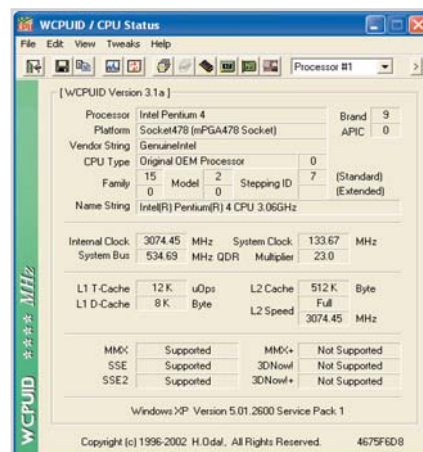 WCPUID / CPU Status
File Edit View Tweaks Help
Processor #1 >
[ WCPUID Version 3.1a ]
Processor Intel Pentium 4 Brand 9
Platform Socket478 (mPGA478 Socket) APIC 0
Vendor String GenuineIntel
CPU Type Original OEM Processor 0
Family 15 Model 2 Stepping ID 7 (Standard)
0 0 (Extended)
Name String Intel(R) Pentium(R) 4 CPU 3.06GHz
Internal Clock 3074.45 MHz System Clock 133.67 MHz
System Bus 534.69 MHz QDR Multiplier 23.0
L1 T-Cache 12 K uOps L2 Cache 512 K Byte
L1 D-Cache 8 K Byte L2 Speed Full
3074.45 MHz
MMX Supported MMX+ Not Supported
SSE Supported 3DNow! Not Supported
SSE2 Supported 3DNow!+ Not Supported
Windows XP Version 5.01.2600 Service Pack 1
Copyright (c) 1996-2002 H.Oda!, All Rights Reserved. 4675F6D8
WCPUID **** MHz